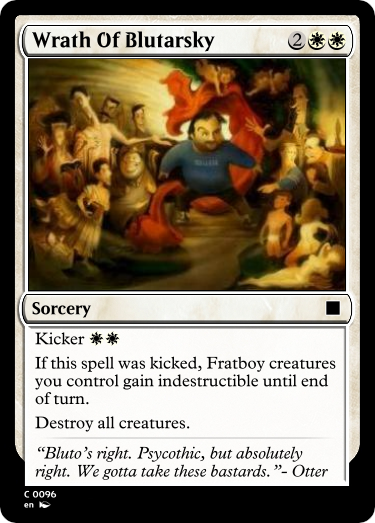 Wrath Of Blutarsky 2
Sorcery
Kicker
If this spell was kicked, Fratboy creatures
you control gain indestructible until end
of turn.
Destroy all creatures.
“Bluto's right. Psycothic, but absolutely
right. We gotta take these bastards.”- Otter
C 0096
en